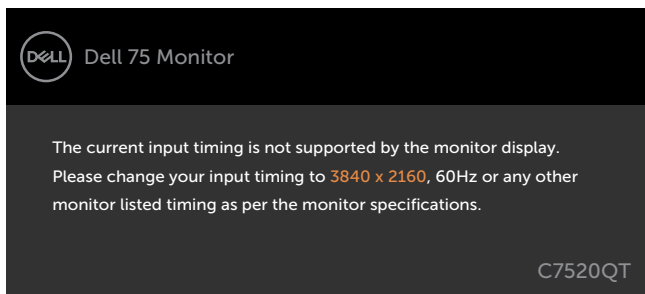 DELL
Dell 75 Monitor
The current input timing is not supported by the monitor display.
Please change your input timing to 3840 x 2160, 60Hz or any other
monitor listed timing as per the monitor specifications.
C7520QT